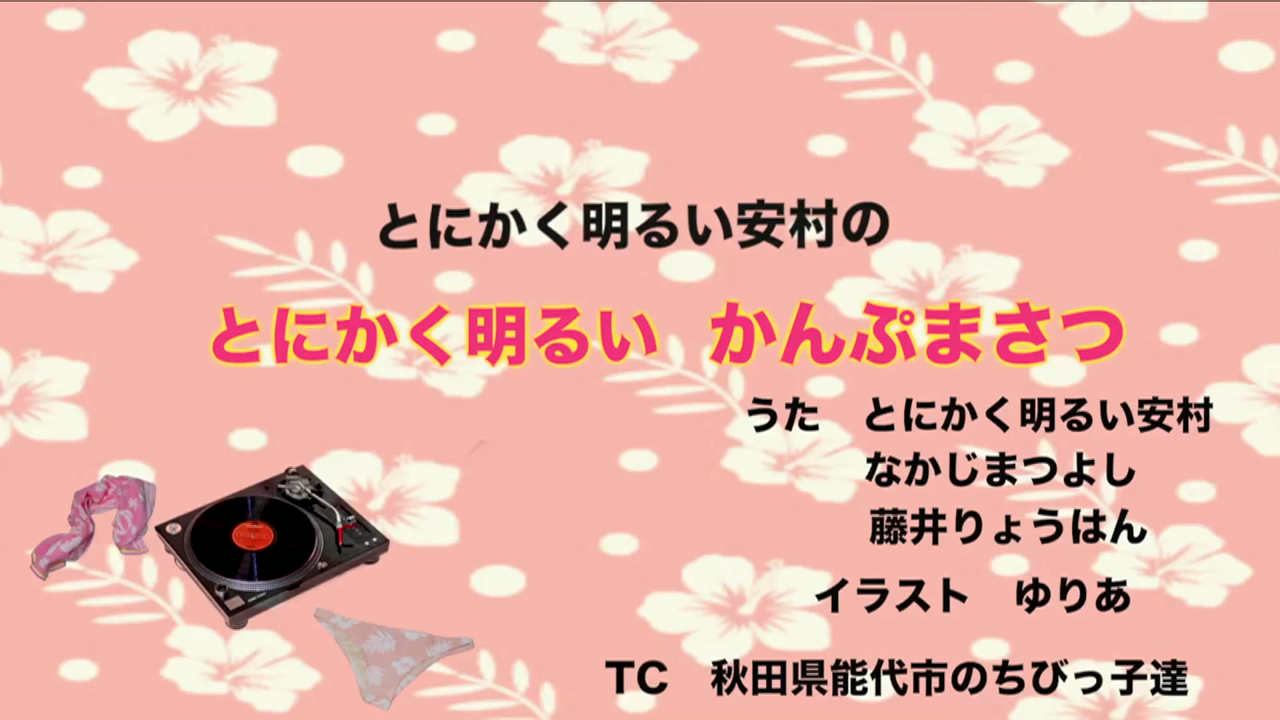 とにかく明るい安村の
とにかく明るい かんぷまさつ
うた とにかく明るい安村
なかじまつよし
藤井りょうはん
イラスト ゆりあ
TC 秋田県能代市のちびっ子達